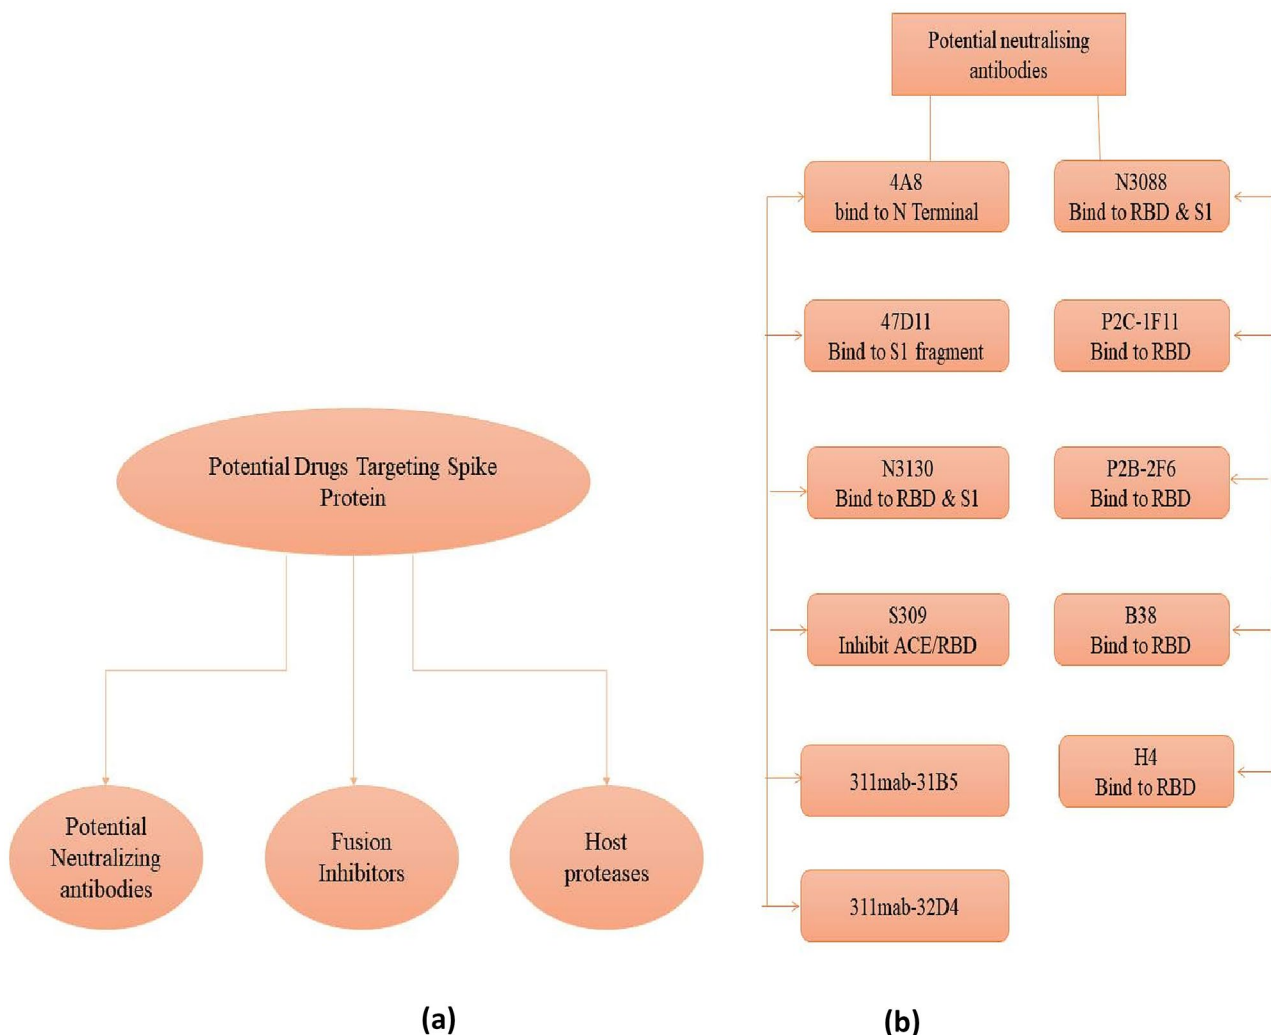 Potential Drugs Targeting Spike
Protein
Potential
Neutralizing
antibodies
Fusion
Inhibitors
Host
proteases
(a)
Potential neutralising
antibodies
4A8
bind to N Terminal
47D11
Bind to S1 fragment
N3130
Bind to RBD & S1
S309
Inhibit ACE/RBD
311mab-31B5
311mab-32D4
N3088
Bind to RBD & S1
P2C-1F11
Bind to RBD
P2B-2F6
Bind to RBD
B38
Bind to RBD
H4
Bind to RBD
(b)